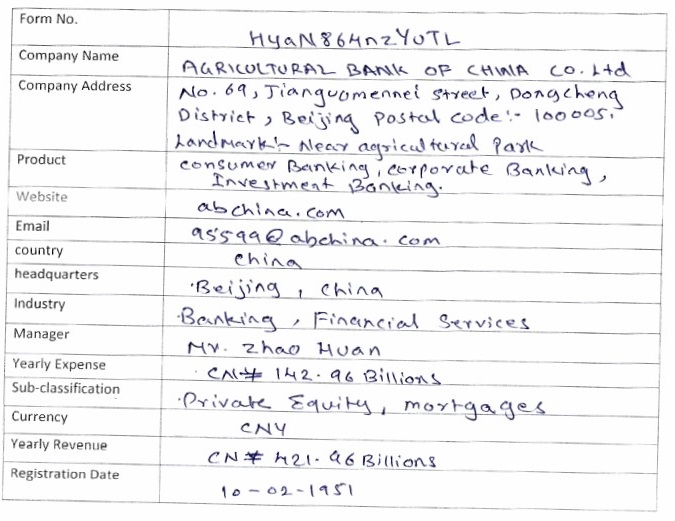 Form No.
HyaN864nzYUTL
Company Name
AGRICULTURAL BANK OF CHINA CO. Ltd
Company Address
No. 69, Jianguomennei Street, Dongcheng
District, Beijing Postal code:- 100005.
Landmark:- Near agricultural Park
Product
consumer Banking, corporate Banking,
Investment Banking.
Website
abchina.com
Email
95599@abchina.com
country
china
headquarters
Beijing, china
Industry
Banking, Financial Services
Manager
Mr. Zhao Huan
Yearly Expense
CN¥ 142.96 Billions
Sub-classification
Private Equity, mortgages
Currency
CNY
Yearly Revenue
CN¥ 421.96 Billions
Registration Date
10-02-1951